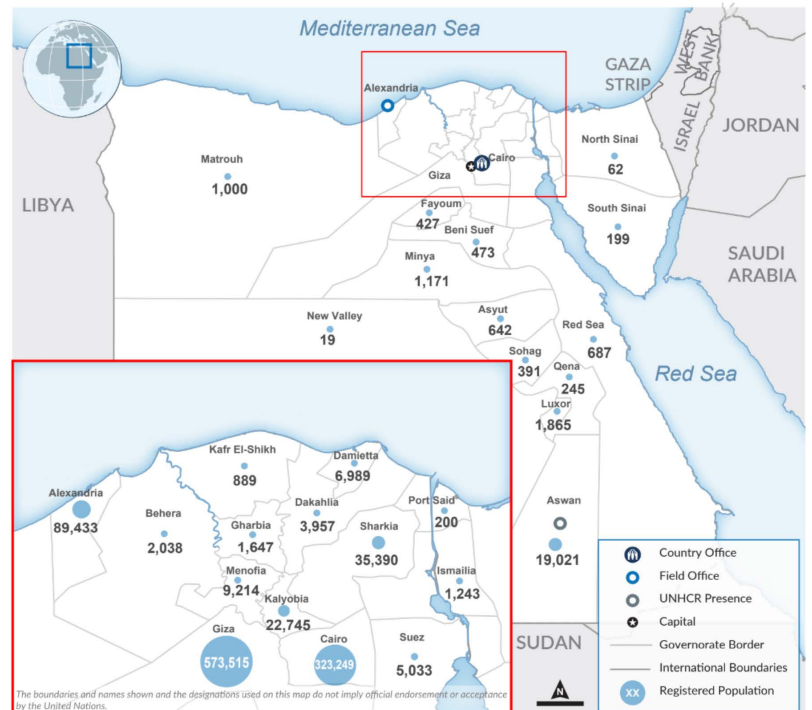 Mediterranean Sea
GAZA
STRIP
WEST
BANK
ISRAEL
JORDAN
Alexandria
Cairo
Giza
North Sinai
62
Matrouh
1,000
LIBYA
Fayoum
427
Beni Suef
473
South Sinai
199
SAUDI
ARABIA
Minya
1,171
New Valley
19
Asyut
642
Red Sea
687
Sohag
391
Qena
245
Red Sea
Luxor
1,865
Aswan
19,021
SUDAN
Kafr El-Shikh
889
Damietta
6,989
Alexandria
89,433
Behera
2,038
Dakahlia
3,957
Port Said
200
Gharbia
1,647
Sharkia
35,390
Menofia
9,214
Ismailia
1,243
Kalyobia
22,745
Giza
573,515
Cairo
323,249
Suez
5,033
The boundaries and names shown and the designations used on this map do not imply official endorsement or acceptance
by the United Nations.
N
Country Office
Field Office
UNHCR Presence
Capital
Governorate Border
International Boundaries
XX
Registered Population